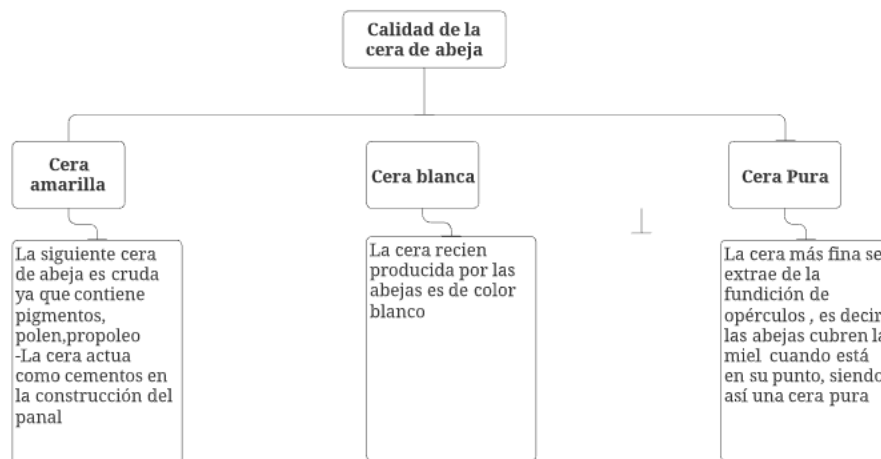 Calidad de la
cera de abeja
Cera
amarilla
Cera blanca
Cera Pura
La siguiente cera
de abeja es cruda
ya que contiene
pigmentos,
polen,propoleo
-La cera actua
como cementos en
la construcción del
panal
La cera recien
producida por las
abejas es de color
blanco
La cera más fina se
extrae de la
fundición de
opérculos , es decir
las abejas cubren la
miel cuando está
en su punto, siendo
así una cera pura